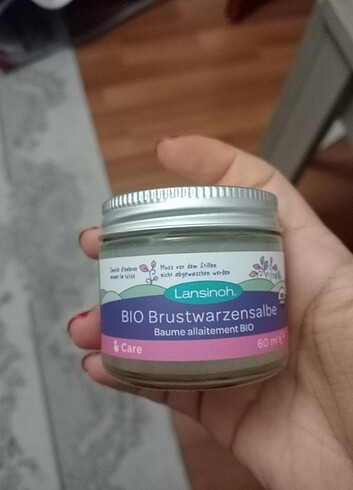 Muss vor dem Stillen
nicht abgewaschen werden
Lansinoh®
BIO Brustwarzensalbe
Baume allaitement BIO
Care
60 ml